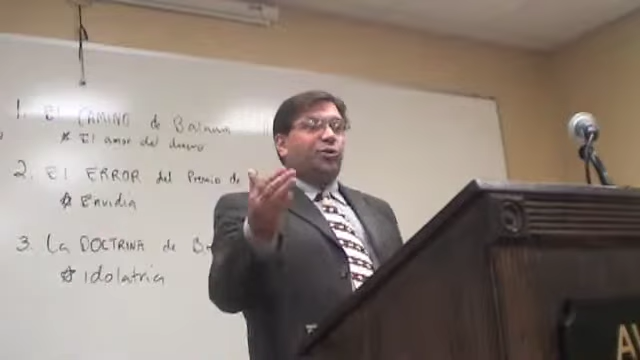 1. El CAMINO de Balaam
* El amor del dinero
2. El ERROR del Premio de
* Envidia
3. La DOCTRINA de B
* idolatria
AV